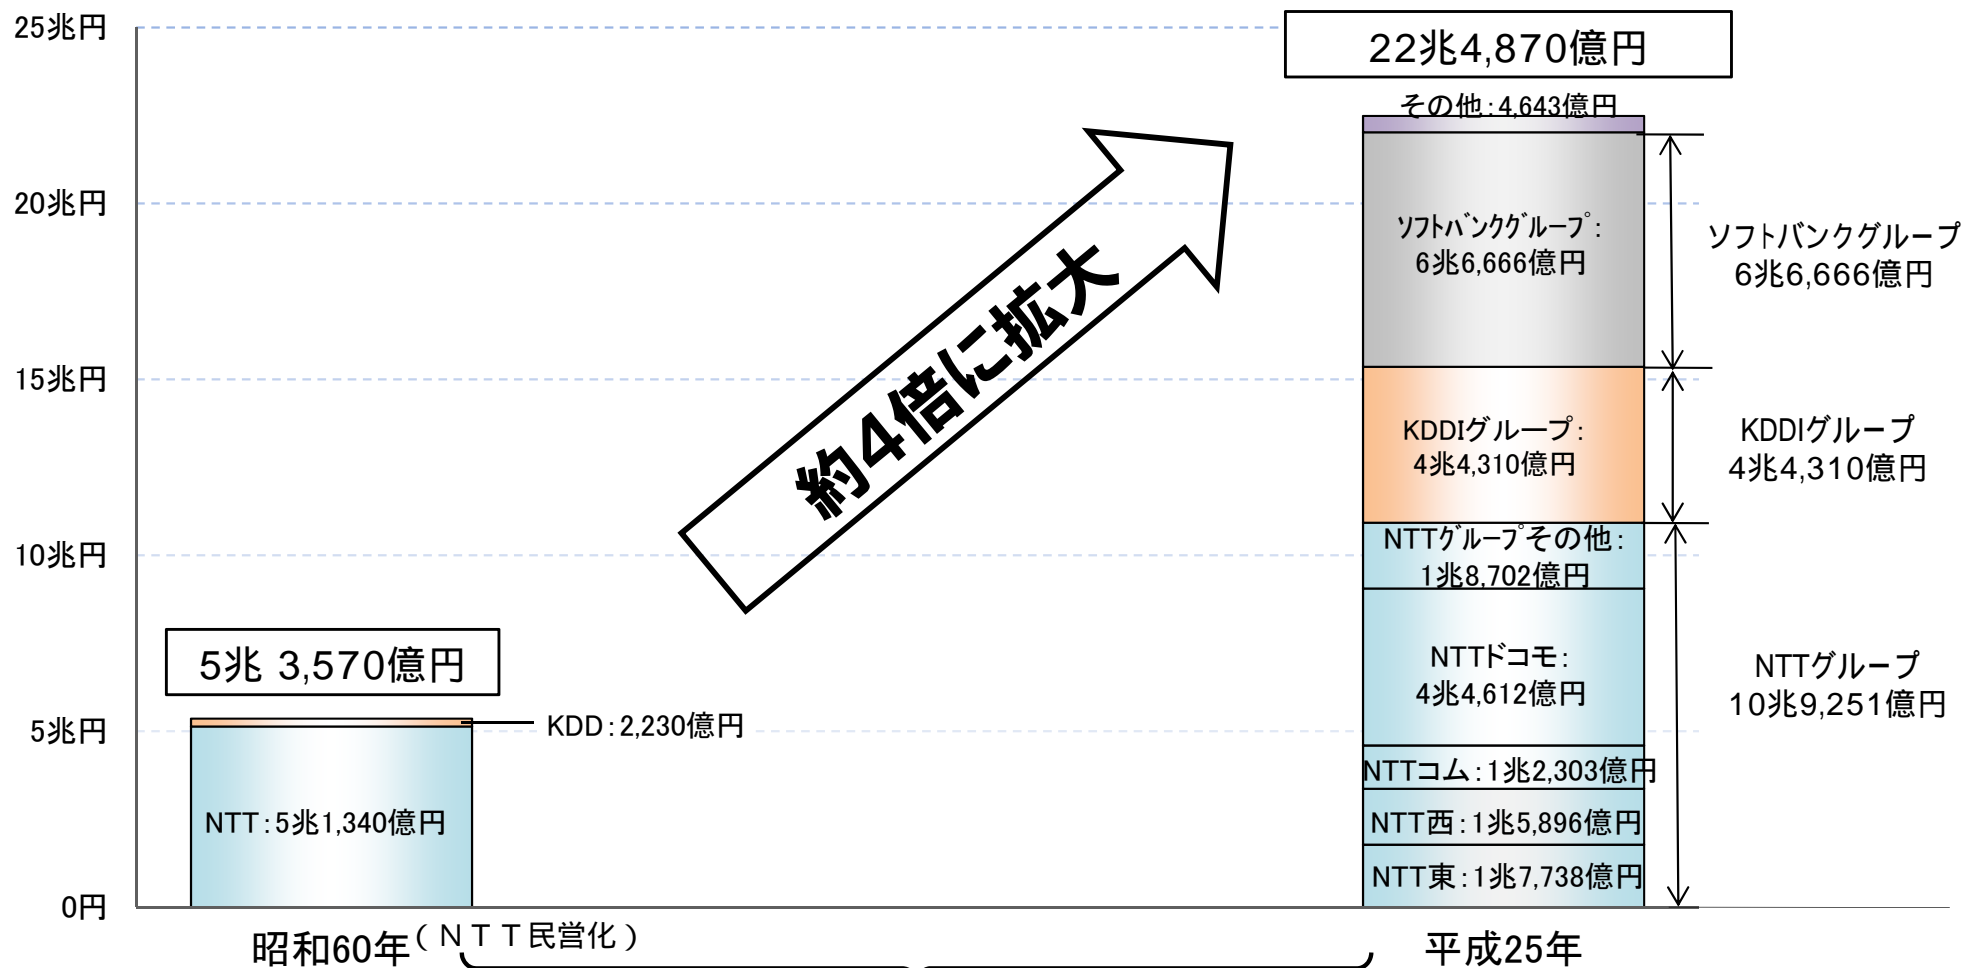 25兆円
20兆円
15兆円
10兆円
5兆円
0円
5兆 3,570億円
KDD:2,230億円
NTT:5兆1,340億円
昭和60年(NTT民営化)
約4倍に拡大
22兆4,870億円
その他:4,643億円
ｿﾌﾄﾊﾞﾝｸｸﾞﾙｰﾌﾟ:
6兆6,666億円
KDDIグループ:
4兆4,310億円
NTTｸﾞﾙｰﾌﾟその他:
1兆8,702億円
NTTドコモ:
4兆4,612億円
NTTコム:1兆2,303億円
NTT西:1兆5,896億円
NTT東:1兆7,738億円
平成25年
ソフトバンクグループ
6兆6,666億円
KDDIグループ
4兆4,310億円
NTTグループ
10兆9,251億円